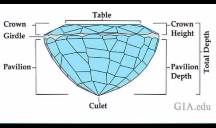 Table
Crown
Girdle
Pavilion
Crown
Height
Pavilion
Depth
Total Depth
Culet
GIA.edu